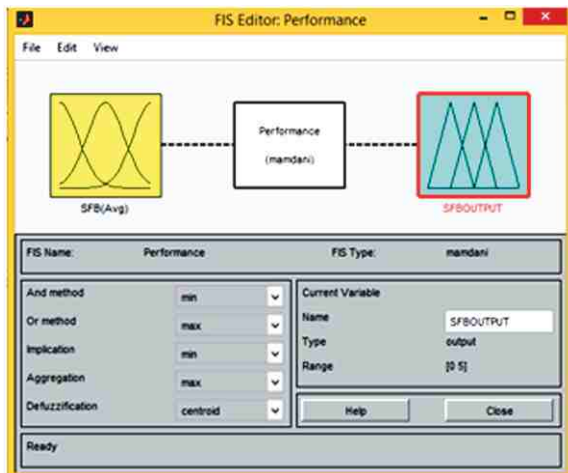 FIS Editor: Performance
File Edit View
Performance
(mamdani)
SFB(Avg)
SFBOUTPUT
FIS Name: Performance FIS Type: mamdani
And method min
Or method max
Implication min
Aggregation max
Defuzzification centroid
Current Variable
Name SFBOUTPUT
Type output
Range [0 5]
Help Close
Ready